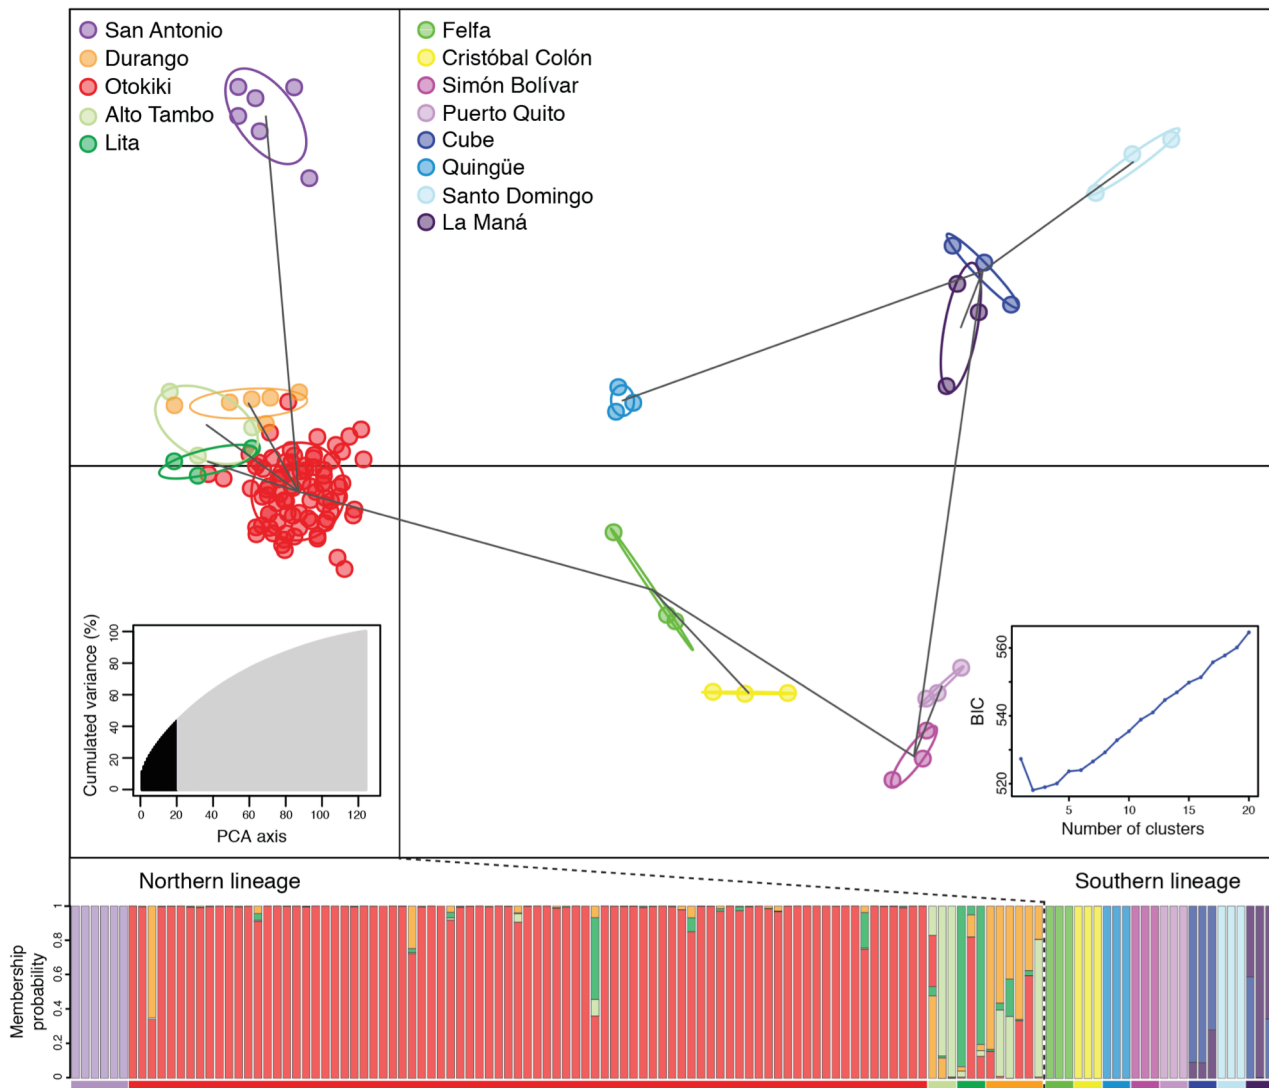 San Antonio
Durango
Otokiki
Alto Tambo
Lita
Felfa
Cristóbal Colón
Simón Bolívar
Puerto Quito
Cube
Quingüe
Santo Domingo
La Maná
Cumulated variance (%)
100
80
60
40
20
0
0 20 40 60 80 100 120
PCA axis
BIC
560
540
520
5 10 15 20
Number of clusters
Northern lineage
Southern lineage
Membership
probability
1
0.8
0.6
0.4
0.2
0